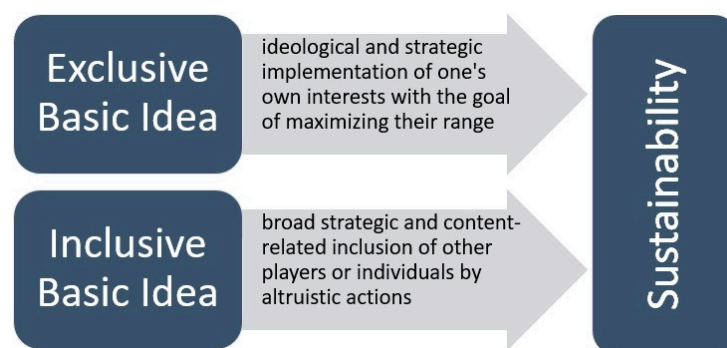 Exclusive
Basic Idea
ideological and strategic
implementation of one's
own interests with the goal
of maximizing their range
Inclusive
Basic Idea
broad strategic and content-
related inclusion of other
players or individuals by
altruistic actions
Sustainability